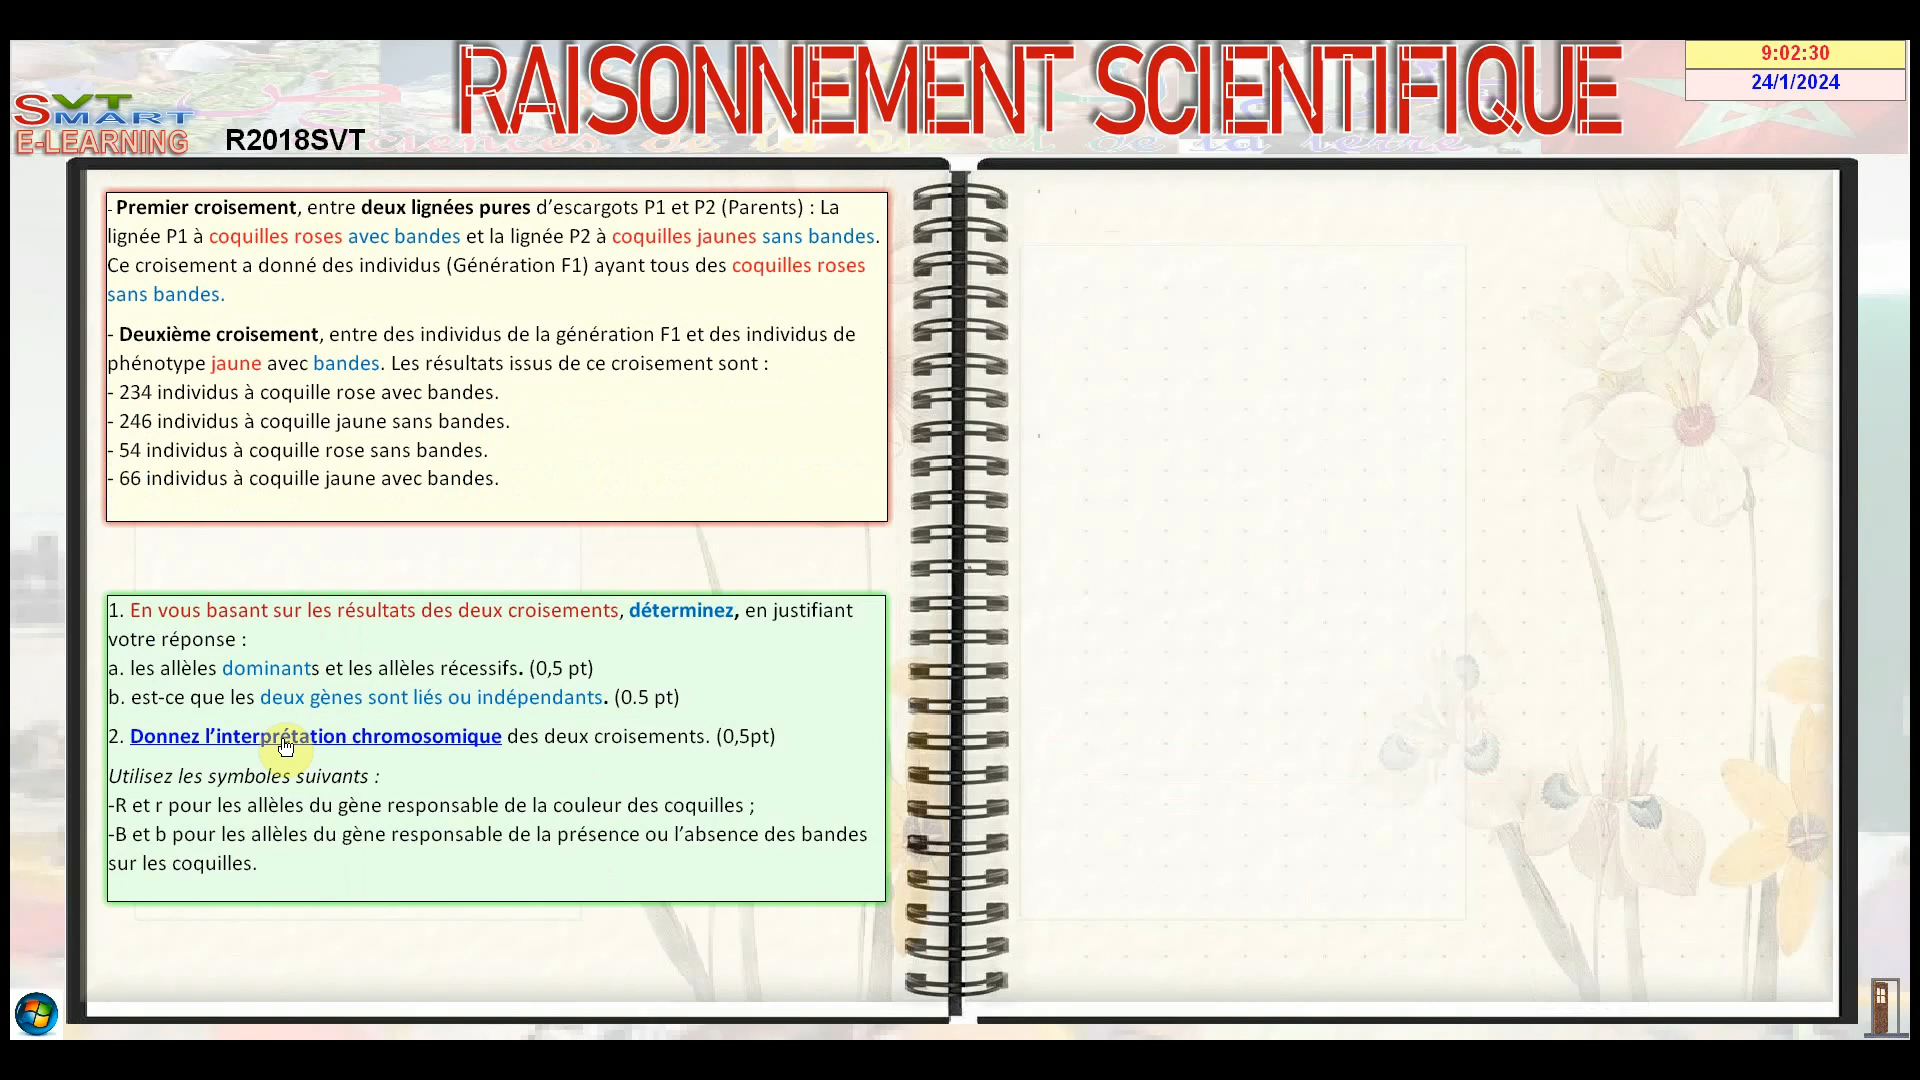 RAISONNEMENT SCIENTIFIQUE
9:02:30
24/1/2024
SVT
SMART
E-LEARNING
R2018SVT
Sciences de la vie et de la terre
- Premier croisement, entre deux lignées pures d’escargots P1 et P2 (Parents) : La
lignée P1 à coquilles roses avec bandes et la lignée P2 à coquilles jaunes sans bandes.
Ce croisement a donné des individus (Génération F1) ayant tous des coquilles roses
sans bandes.
- Deuxième croisement, entre des individus de la génération F1 et des individus de
phénotype jaune avec bandes. Les résultats issus de ce croisement sont :
- 234 individus à coquille rose avec bandes.
- 246 individus à coquille jaune sans bandes.
- 54 individus à coquille rose sans bandes.
- 66 individus à coquille jaune avec bandes.
1. En vous basant sur les résultats des deux croisements, déterminez, en justifiant
votre réponse :
a. les allèles dominants et les allèles récessifs. (0,5 pt)
b. est-ce que les deux gènes sont liés ou indépendants. (0.5 pt)
2. Donnez l’interprétation chromosomique des deux croisements. (0,5pt)
Utilisez les symboles suivants :
-R et r pour les allèles du gène responsable de la couleur des coquilles ;
-B et b pour les allèles du gène responsable de la présence ou l’absence des bandes
sur les coquilles.